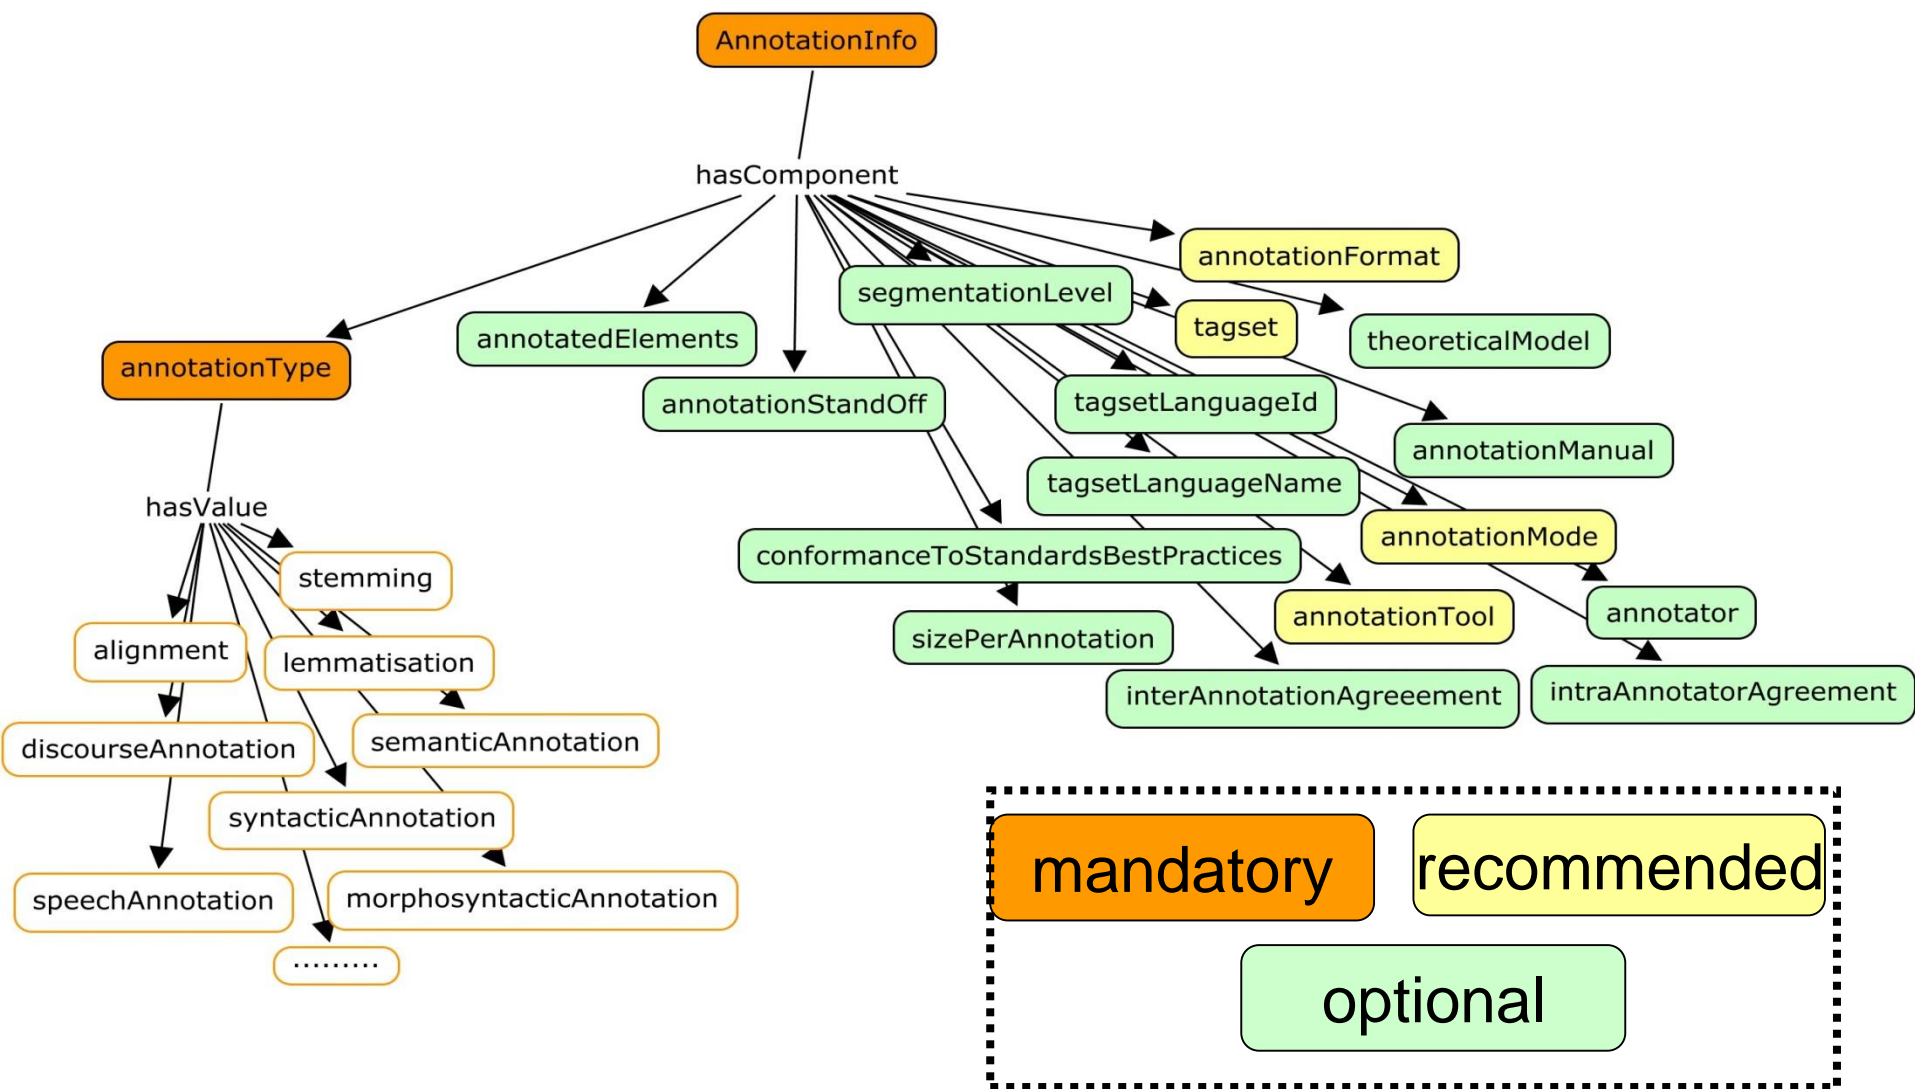 AnnotationInfo
hasComponent
annotationFormat
segmentationLevel
tagset
annotatedElements
theoreticalModel
annotationType
annotationStandOff
tagsetLanguageId
annotationManual
tagsetLanguageName
hasValue
annotationMode
conformanceToStandardsBestPractices
stemming
annotationTool
annotator
sizePerAnnotation
alignment
lemmatisation
interAnnotationAgreeement
intraAnnotatorAgreement
discourseAnnotation
semanticAnnotation
syntacticAnnotation
speechAnnotation
morphosyntacticAnnotation
.........
mandatory
recommended
optional